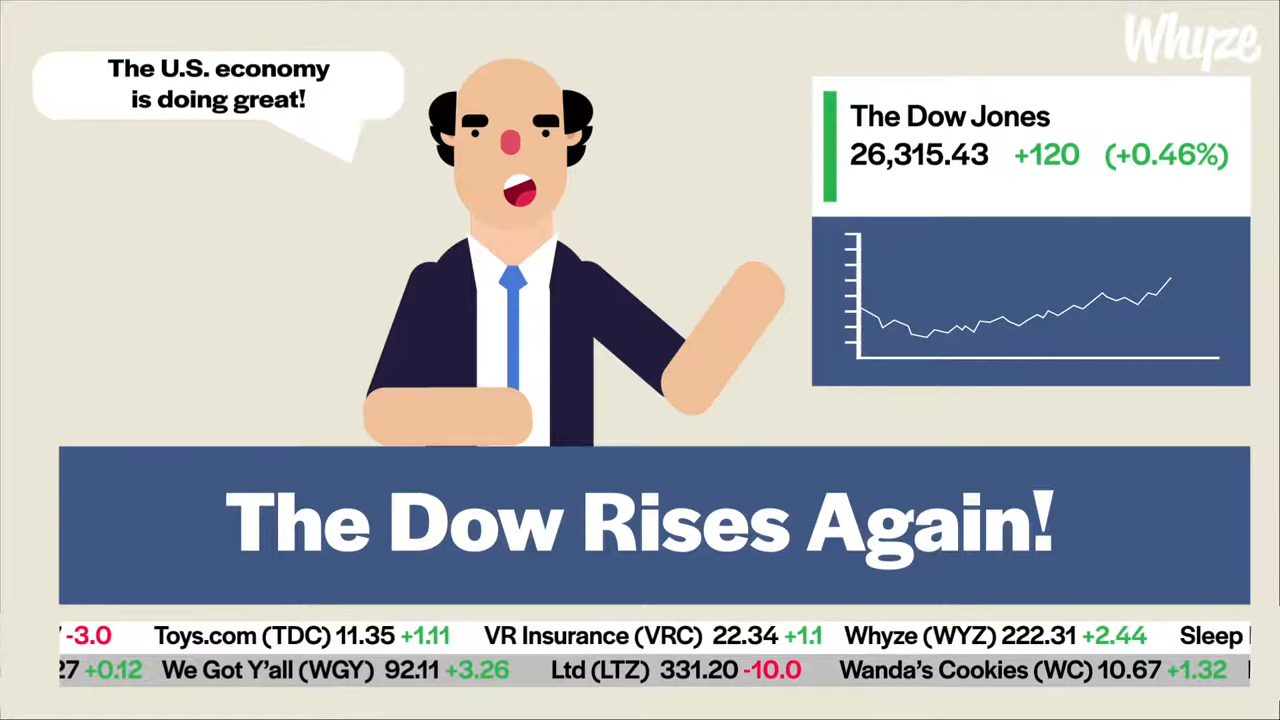 Whyze
The U.S. economy
is doing great!
The Dow Jones
26,315.43 +120 (+0.46%)
The Dow Rises Again!
-3.0 Toys.com (TDC) 11.35 +1.11 VR Insurance (VRC) 22.34 +1.1 Whyze (WYZ) 222.31 +2.44 Sleep
27 +0.12 We Got Y'all (WGY) 92.11 +3.26 Ltd (LTZ) 331.20 -10.0 Wanda's Cookies (WC) 10.67 +1.32